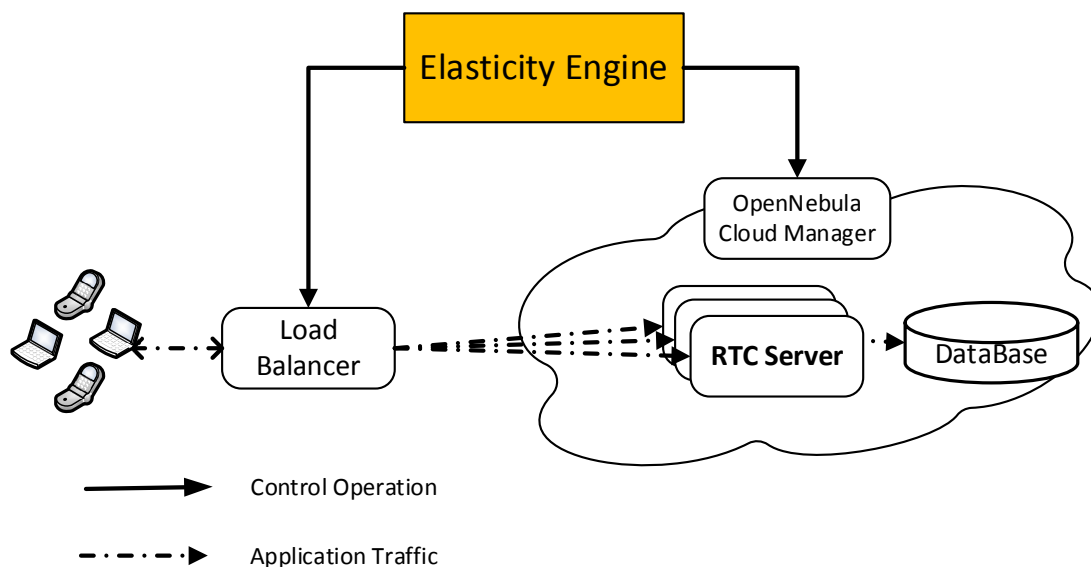 Elasticity Engine
OpenNebula
Cloud Manager
Load
Balancer
RTC Server
DataBase
Control Operation
Application Traffic